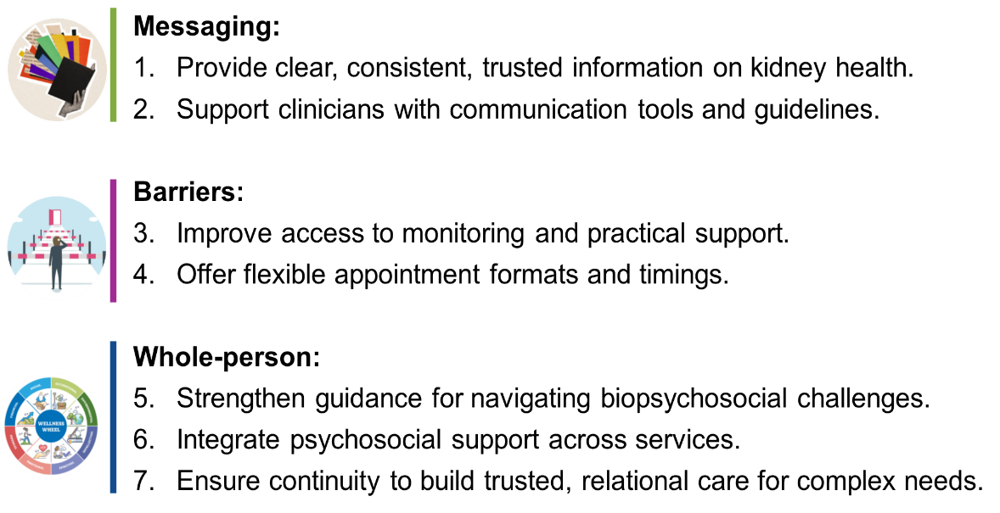 Messaging:
1. Provide clear, consistent, trusted information on kidney health.
2. Support clinicians with communication tools and guidelines.
Barriers:
3. Improve access to monitoring and practical support.
4. Offer flexible appointment formats and timings.
Whole-person:
5. Strengthen guidance for navigating biopsychosocial challenges.
6. Integrate psychosocial support across services.
7. Ensure continuity to build trusted, relational care for complex needs.
WELLNESS
WHEEL